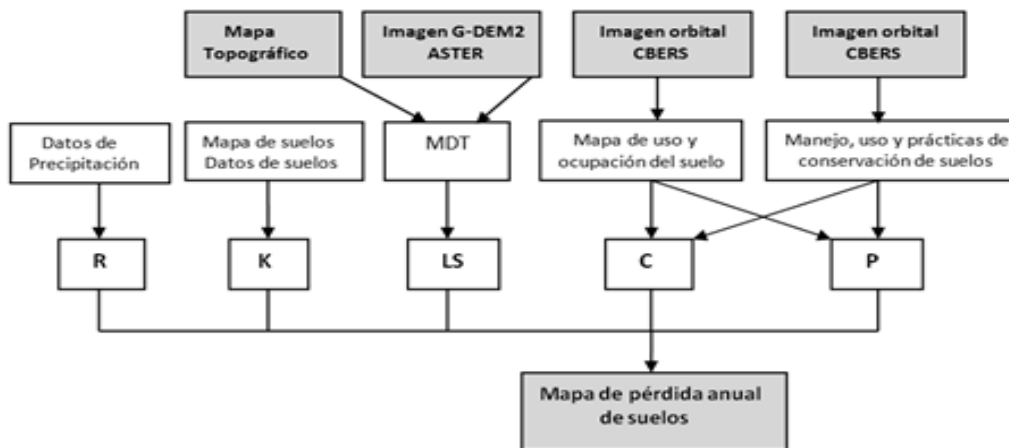 Mapa
Topográfico
Imagen G-DEM2
ASTER
Imagen orbital
CBERS
Imagen orbital
CBERS
Datos de
Precipitación
Mapa de suelos
Datos de suelos
MDT
Mapa de uso y
ocupación del suelo
Manejo, uso y prácticas de
conservación de suelos
R
K
LS
C
P
Mapa de pérdida anual
de suelos